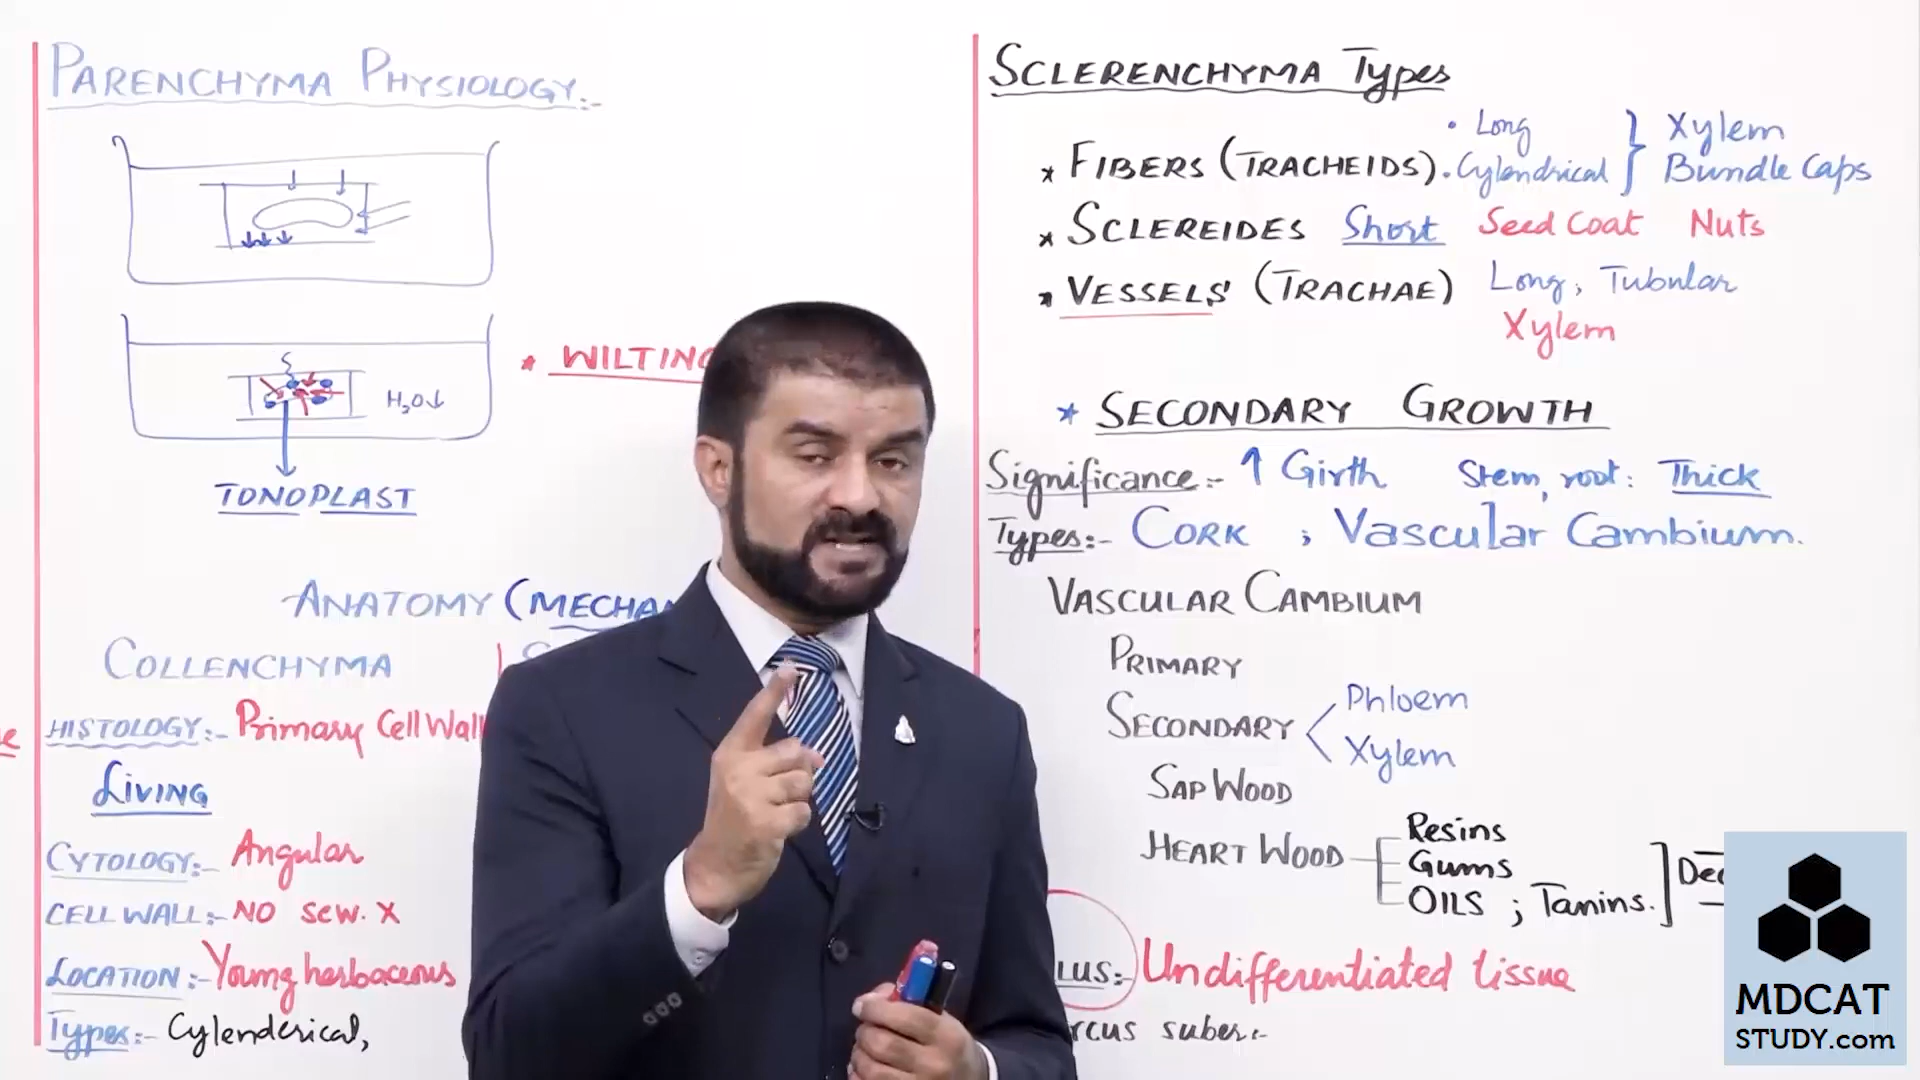 PARENCHYMA PHYSIOLOGY:-
H₂O↓
TONOPLAST
* WILTING
ANATOMY (MECHA
COLLENCHYMA
HISTOLOGY:- Primary Cell Wall
LIVING
CYTOLOGY:- Angular
CELL WALL:- NO sew. X
LOCATION:- Young herbaceous
Types:- Cylenderical,
SCLERENCHYMA Types
* FIBERS (TRACHEIDS) • Long • Cylendrical } Xylem Bundle Caps
* SCLEREIDES Short Seed Coat Nuts
* VESSELS (TRACHAE) Long, Tubular
Xylem
* SECONDARY GROWTH
Significance:- ↑ Girth Stem, root: Thick
Types:- CORK ; Vascular Cambium.
VASCULAR CAMBIUM
PRIMARY
SECONDARY < Phloem Xylem
SAP WOOD
HEART WOOD Resins Gums OILS ; Tanins. ] Dec
LUS:- Undifferentiated tissue
rcus suber:-
MDCAT
STUDY.com